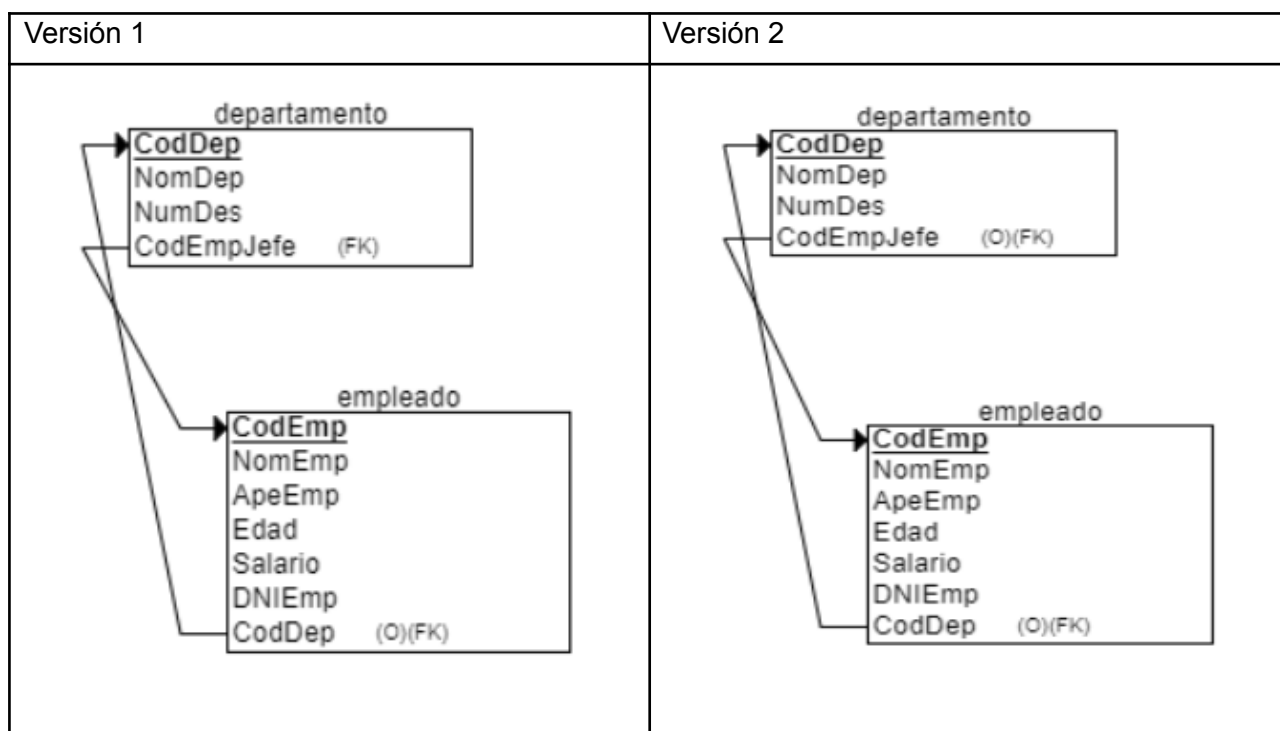 Versión 1
departamento
CodDep
NomDep
NumDes
CodEmpJefe (FK)
empleado
CodEmp
NomEmp
ApeEmp
Edad
Salario
DNIEmp
CodDep (O)(FK)
Versión 2
departamento
CodDep
NomDep
NumDes
CodEmpJefe (O)(FK)
empleado
CodEmp
NomEmp
ApeEmp
Edad
Salario
DNIEmp
CodDep (O)(FK)